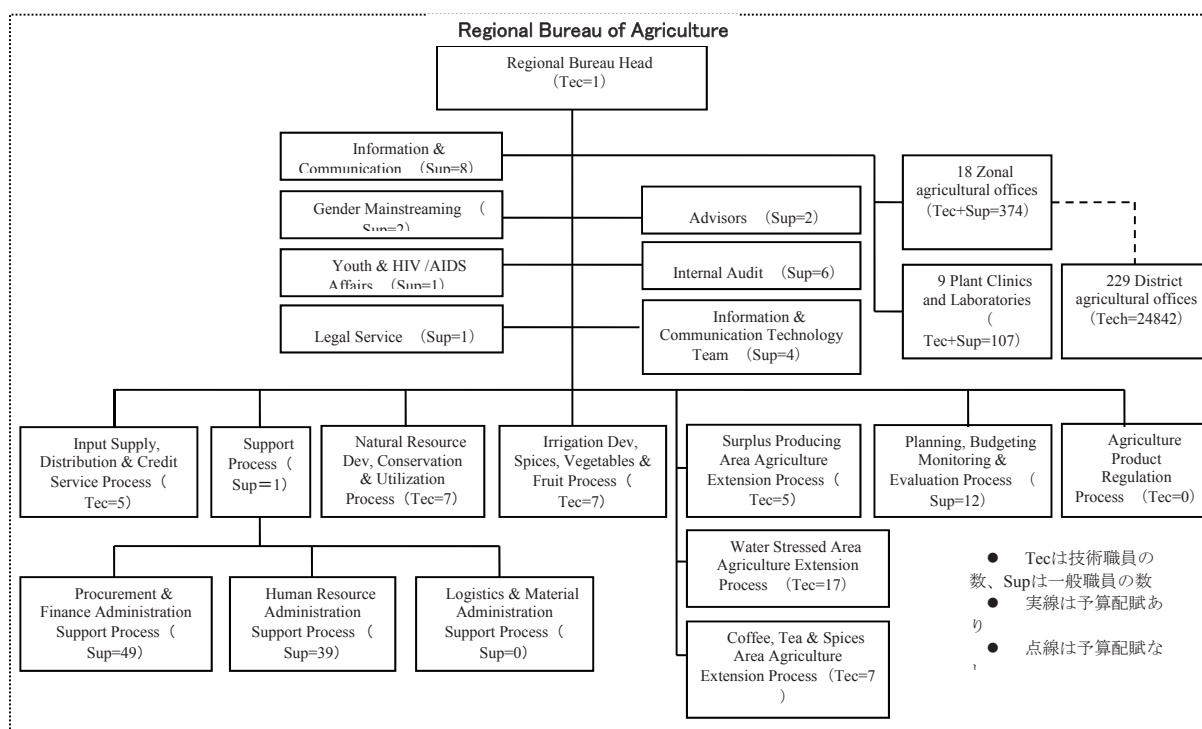 Regional Bureau of Agriculture
Regional Bureau Head
(Tec=1)
Information &
Communication (Sup=8)
Gender Mainstreaming (
Sup=2)
Youth & HIV /AIDS
Affairs (Sup=1)
Legal Service (Sup=1)
Advisors (Sup=2)
Internal Audit (Sup=6)
Information &
Communication Technology
Team (Sup=4)
18 Zonal
agricultural offices
(Tec+Sup=374)
9 Plant Clinics
and Laboratories
(
Tec+Sup=107)
229 District
agricultural offices
(Tech=24842)
Input Supply,
Distribution & Credit
Service Process (
Tec=5)
Support
Process (
Sup=1)
Natural Resource
Dev, Conservation
& Utilization
Process (Tec=7)
Irrigation Dev,
Spices, Vegetables &
Fruit Process (
Tec=7)
Surplus Producing
Area Agriculture
Extension Process (
Tec=5)
Planning, Budgeting
Monitoring &
Evaluation Process (
Sup=12)
Agriculture
Product
Regulation
Process (Tec=0)
Procurement &
Finance Administration
Support Process (
Sup=49)
Human Resource
Administration
Support Process (
Sup=39)
Logistics & Material
Administration
Support Process (
Sup=0)
Water Stressed Area
Agriculture Extension
Process (Tec=17)
Coffee, Tea & Spices
Area Agriculture
Extension Process (Tec=7
)
● Tecは技術職員の
数、Supは一般職員の数
● 実線は予算配賦あ
り
● 点線は予算配賦な